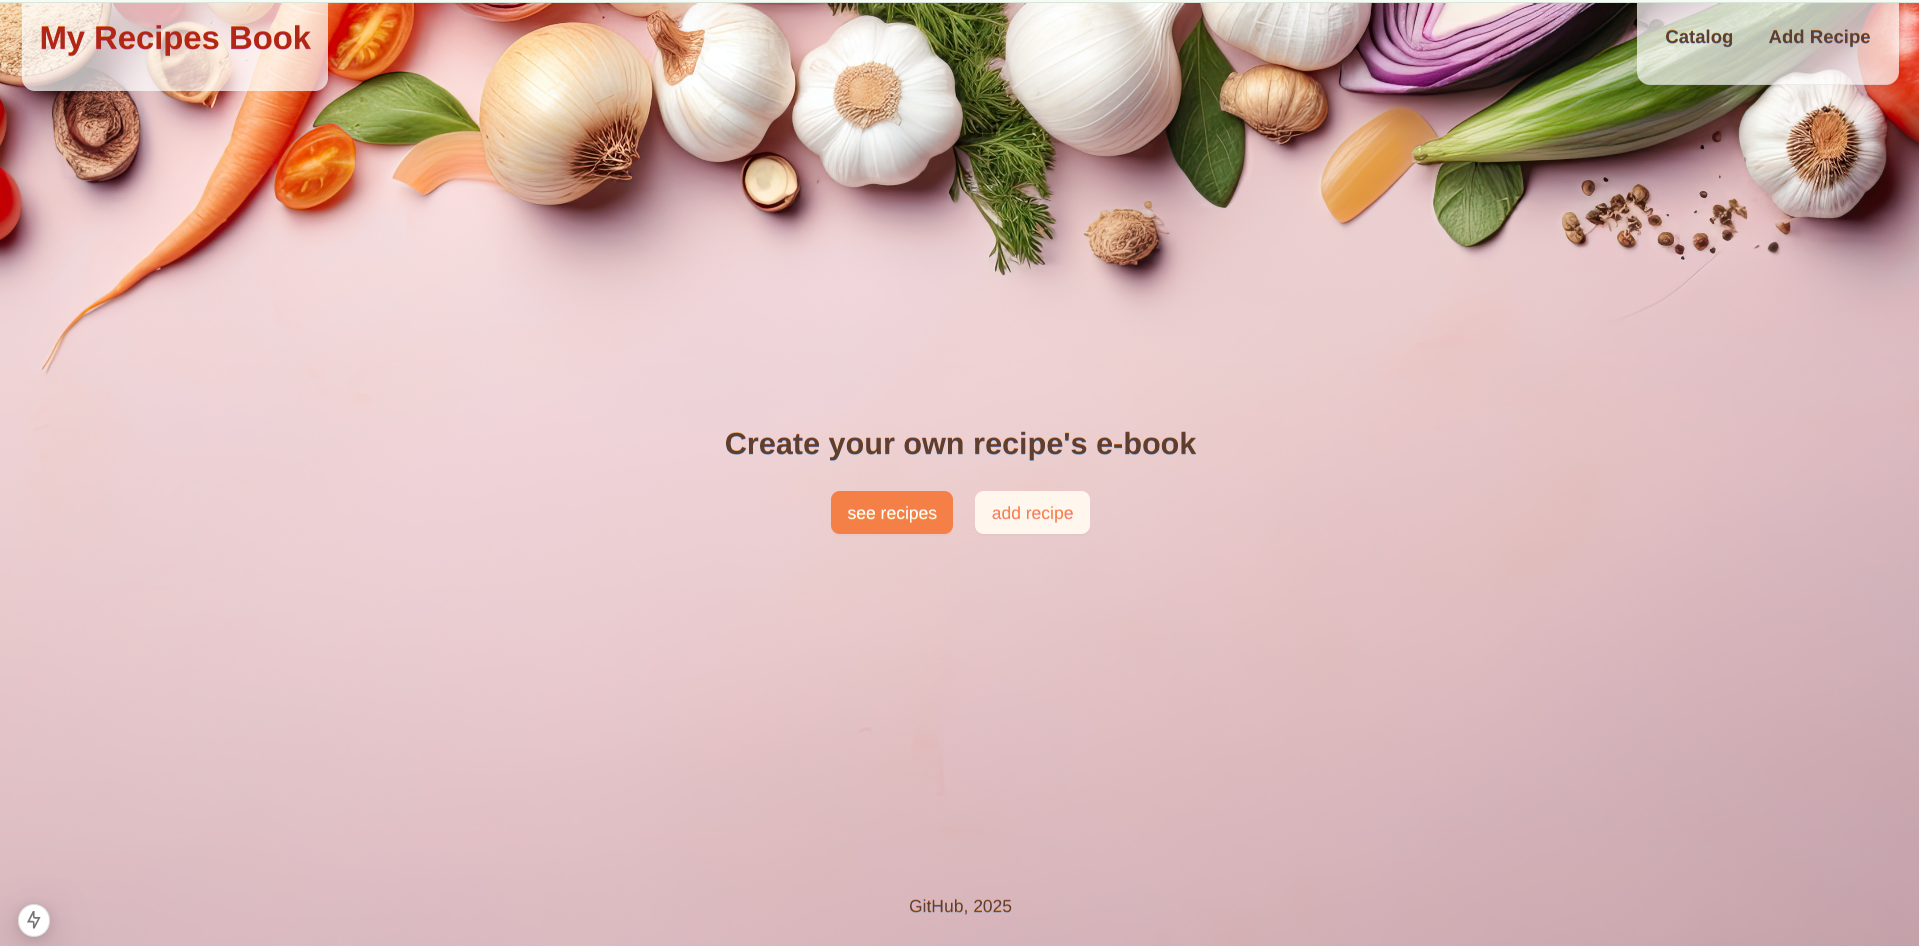 My Recipes Book
Catalog Add Recipe
Create your own recipe's e-book
see recipes add recipe
GitHub, 2025